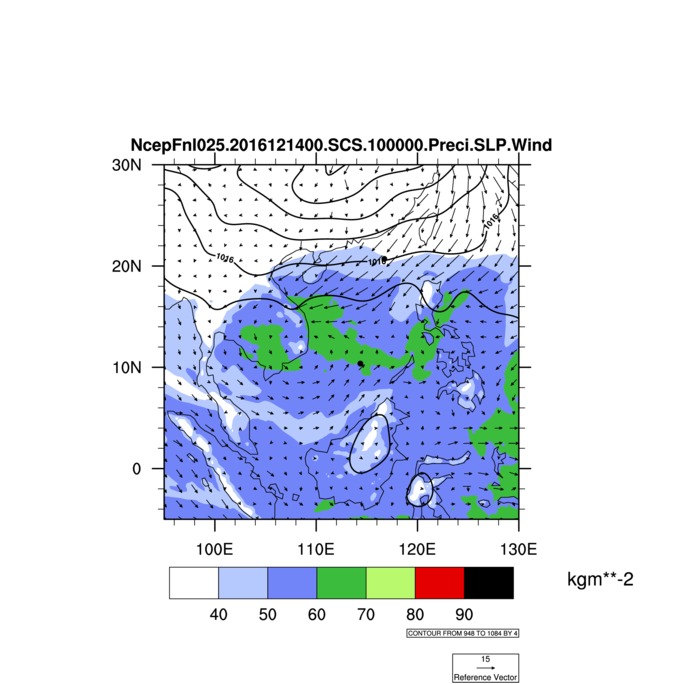 NcepFnl025.2016121400.SCS.100000.Preci.SLP.Wind
30N
1016
1016
20N
1016
10N
0
100E 110E 120E 130E
kgm**-2
40 50 60 70 80 90
CONTOUR FROM 948 TO 1084 BY 4
15
Reference Vector